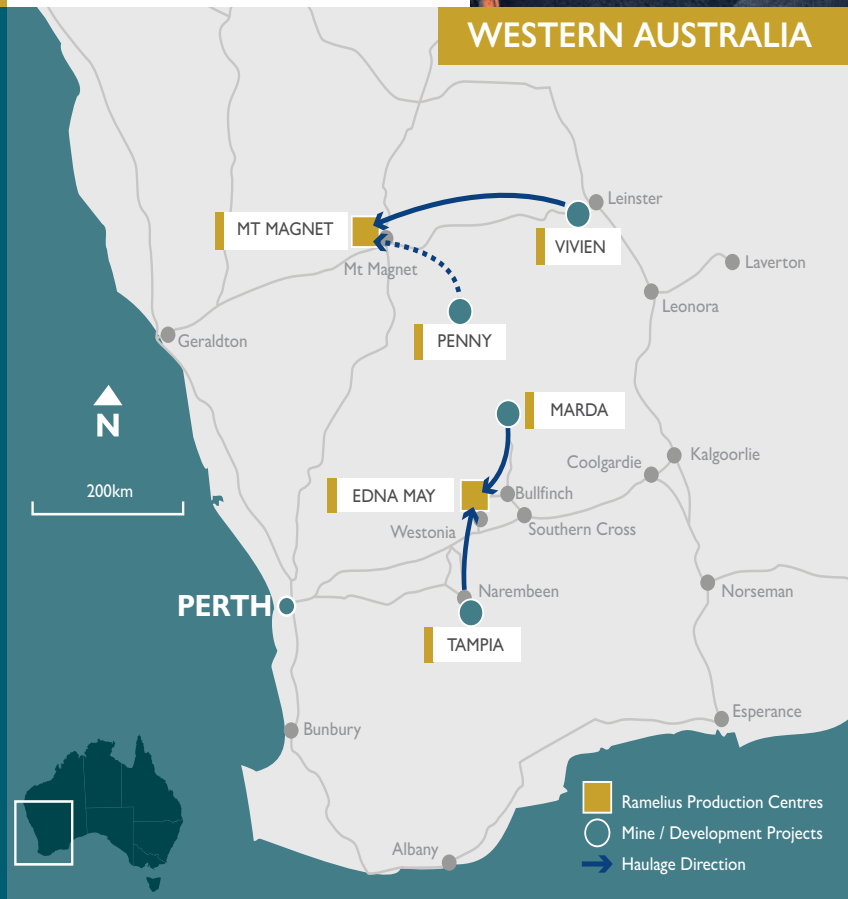 WESTERN AUSTRALIA
Leinster
MT MAGNET
VIVIEN
Mt Magnet
Laverton
Leonora
PENNY
Geraldton
N
MARDA
Kalgoorlie
Coolgardie
200km
EDNA MAY
Bullfinch
Westonia
Southern Cross
Narembeen
Norseman
PERTH
TAMPIA
Esperance
Bunbury
Ramelius Production Centres
Mine / Development Projects
Albany
Haulage Direction